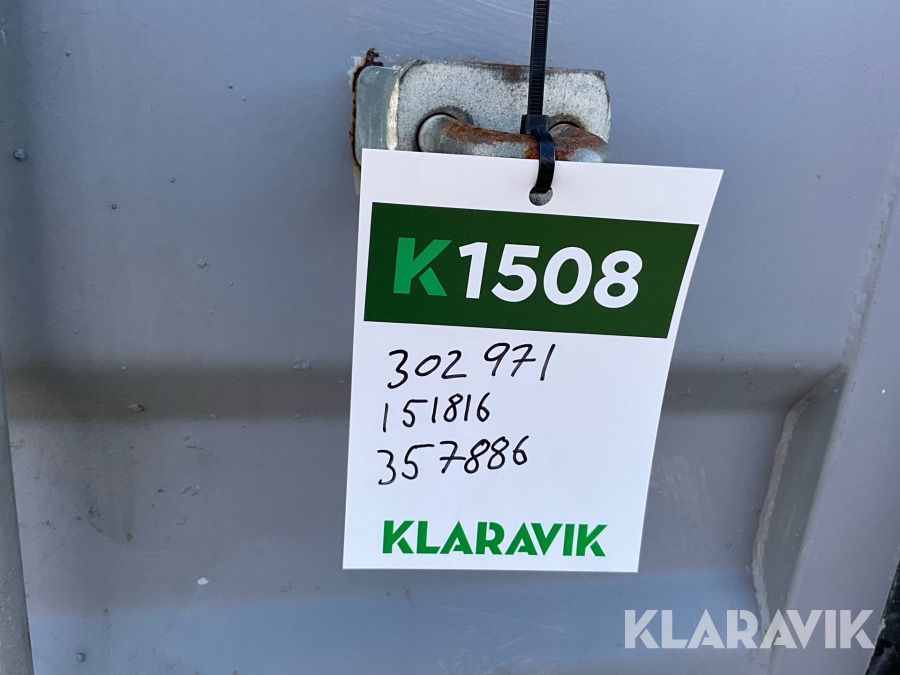 K1508
302 971
151816
357886
KLARAVIK
KLARAVIK